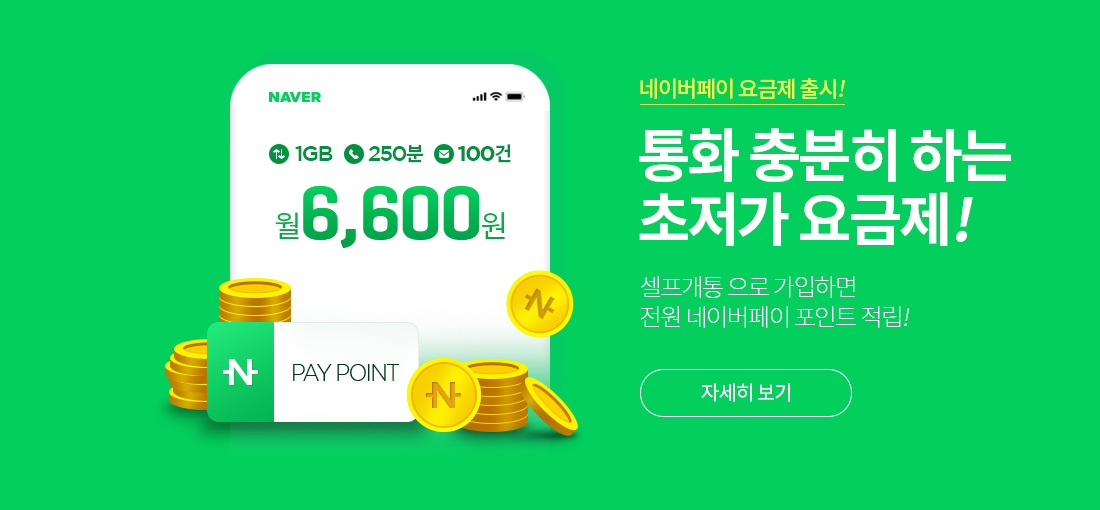 NAVER
1GB 250분 100건
월6,600원
PAY POINT
네이버페이 요금제 출시!
통화 충분히 하는
초저가 요금제!
셀프개통 으로 가입하면
전원 네이버페이 포인트 적립!
자세히 보기